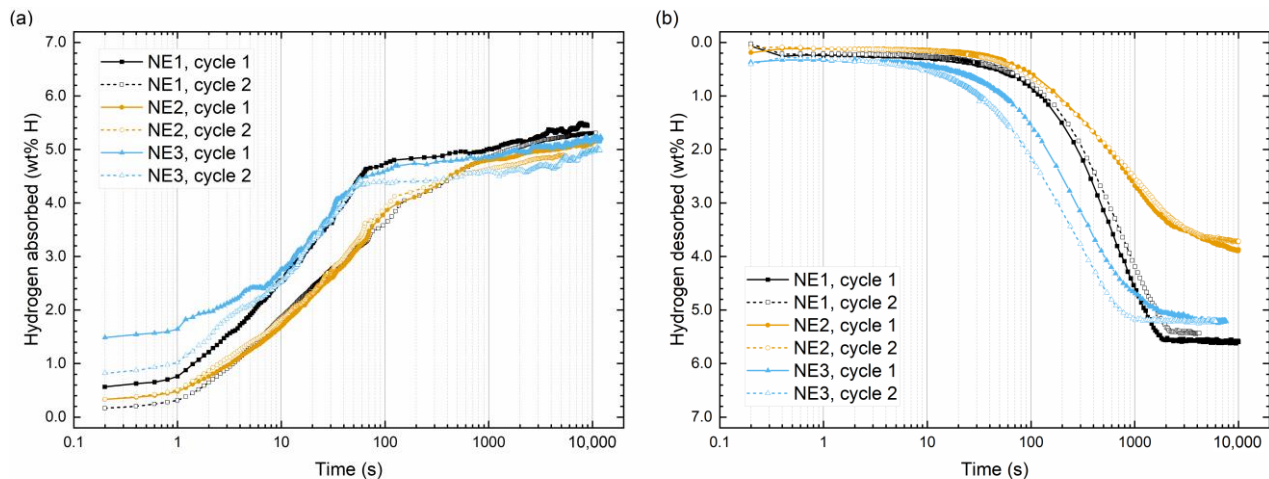 (a)
7.0
6.0
5.0
4.0
3.0
2.0
1.0
0.0
Hydrogen absorbed (wt% H)
NE1, cycle 1
NE1, cycle 2
NE2, cycle 1
NE2, cycle 2
NE3, cycle 1
NE3, cycle 2
0.1 1 10 100 1000 10,000
Time (s)
(b)
0.0
1.0
2.0
3.0
4.0
5.0
6.0
7.0
Hydrogen desorbed (wt% H)
NE1, cycle 1
NE1, cycle 2
NE2, cycle 1
NE2, cycle 2
NE3, cycle 1
NE3, cycle 2
0.1 1 10 100 1000 10,000
Time (s)